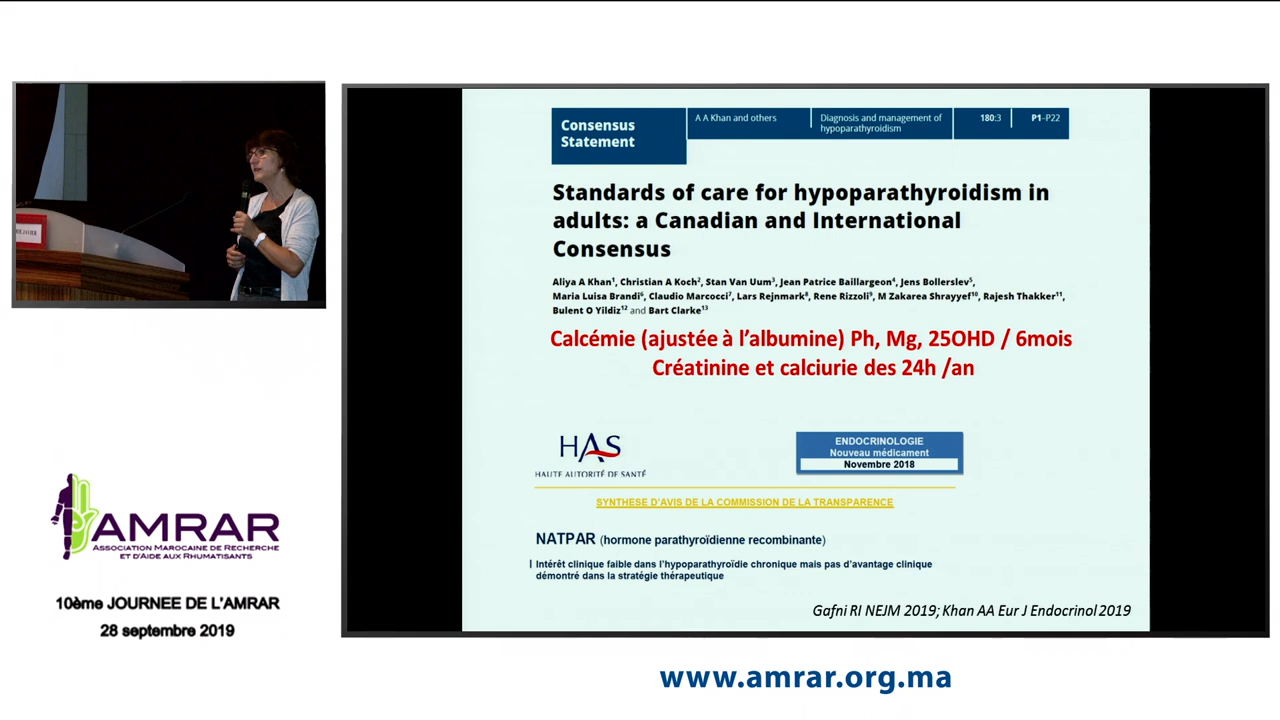 Consensus
Statement
A A Khan and others
Diagnosis and management of
hypoparathyroidism
180:3
P1–P22
Standards of care for hypoparathyroidism in
adults: a Canadian and International
Consensus
Aliya A Khan1, Christian A Koch2, Stan Van Uum3, Jean Patrice Baillargeon4, Jens Bollerslev5,
Maria Luisa Brandi6, Claudio Marcocci7, Lars Rejnmark8, Rene Rizzoli9, M Zakarea Shrayyef10, Rajesh Thakker11,
Bulent O Yildiz12 and Bart Clarke13
Calcémie (ajustée à l’albumine) Ph, Mg, 25OHD / 6mois
Créatinine et calciurie des 24h /an
HAS
HAUTE AUTORITÉ DE SANTÉ
ENDOCRINOLOGIE
Nouveau médicament
Novembre 2018
SYNTHESE D’AVIS DE LA COMMISSION DE LA TRANSPARENCE
NATPAR (hormone parathyroïdienne recombinante)
Intérêt clinique faible dans l’hypoparathyroïdie chronique mais pas d’avantage clinique
démontré dans la stratégie thérapeutique
Gafni RI NEJM 2019; Khan AA Eur J Endocrinol 2019
AMRAR
ASSOCIATION MAROCAINE DE RECHERCHE
ET D'AIDE AUX RHUMATISANTS
10ème JOURNEE DE L'AMRAR
28 septembre 2019
www.amrar.org.ma